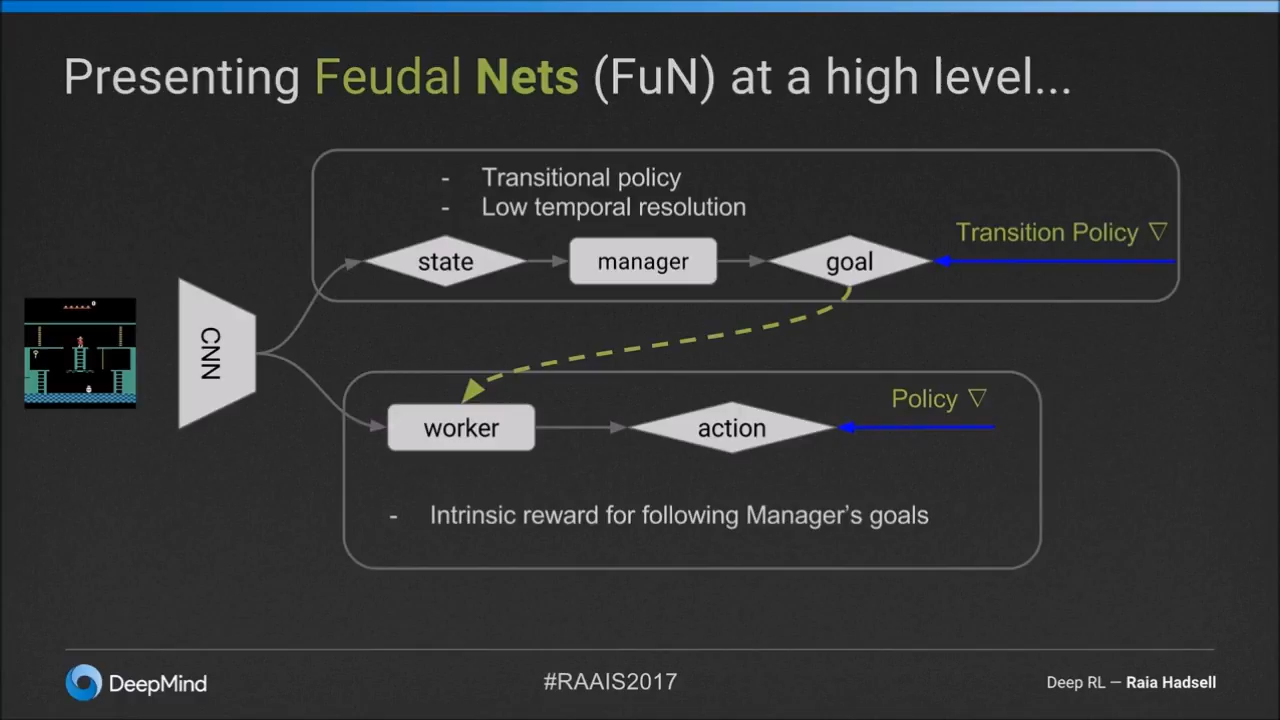 Presenting Feudal Nets (FuN) at a high level...
- Transitional policy
- Low temporal resolution
Transition Policy ▽
state
manager
goal
CNN
Policy ▽
worker
action
- Intrinsic reward for following Manager's goals
DeepMind
#RAAIS2017
Deep RL — Raia Hadsell